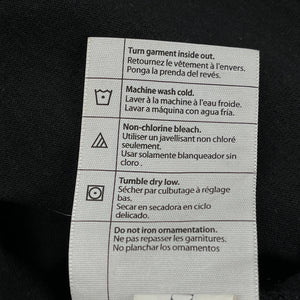 Turn garment inside out.
Retournez le vêtement à l'envers.
Ponga la prenda del revés.
Machine wash cold.
Laver à la machine à l'eau froide.
Lavar a máquina con agua fría.
Non-chlorine bleach.
Utiliser un javellisant non chloré
seulement.
Usar solamente blanqueador sin
cloro .
Tumble dry low.
Sécher par culbutage à réglage
bas.
Secar en secadora en ciclo
delicado.
Do not iron ornamentation.
Ne pas repasser les garnitures.
No planchar los ornamentos